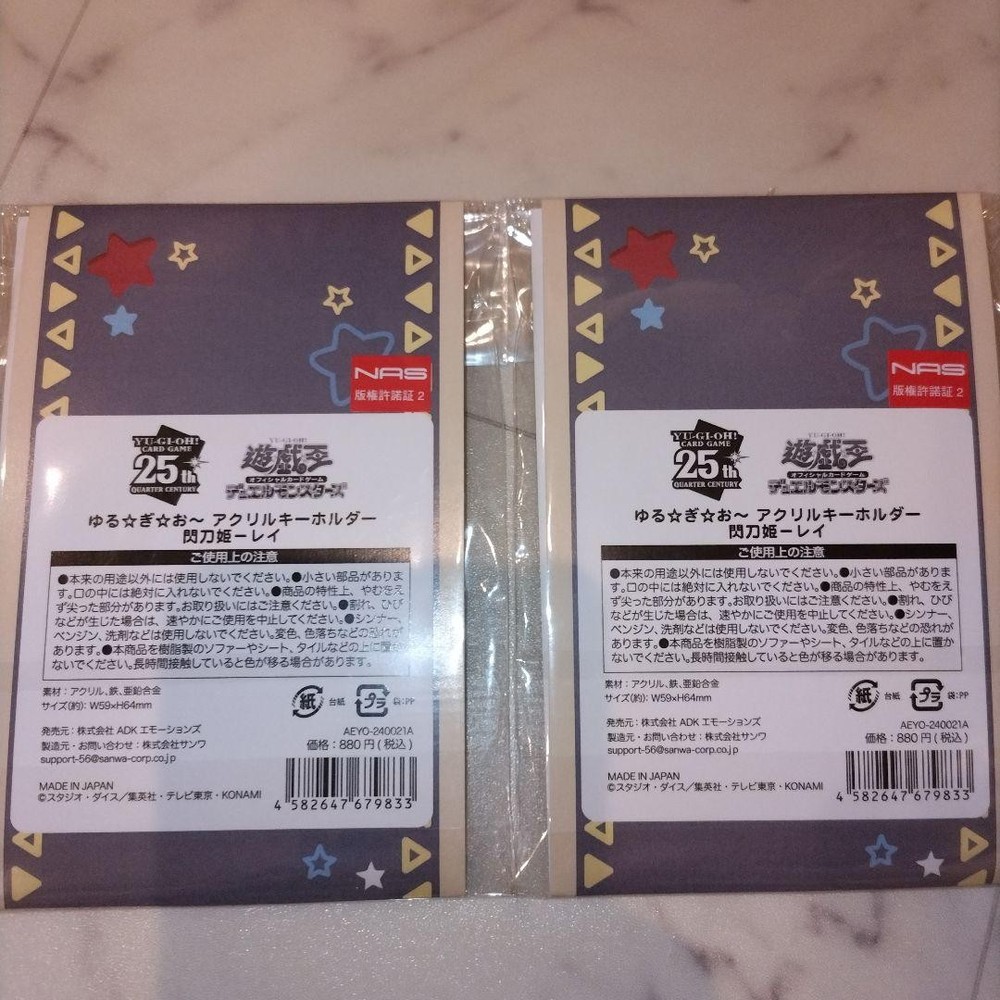 NAS
版権許諾証 2
YU-GI-OH!
CARD GAME
25th
QUARTER CENTURY
YU-GI-OH!
遊戯王
オフィシャルカードゲーム
デュエルモンスターズ
ゆる☆ぎ☆お～ アクリルキーホルダー
閃刀姫－レイ
ご使用上の注意
●本来の用途以外には使用しないでください。●小さい部品がありま
す。口の中には絶対に入れないでください。●商品の特性上、やむをえ
ず尖った部分があります。お取り扱いにはご注意ください。●割れ、ひび
などが生じた場合は、速やかにご使用を中止してください。●シンナー、
ベンジン、洗剤などは使用しないでください。変色、色落ちなどの恐れが
あります。●本商品を樹脂製のソファーやシート、タイルなどの上に置か
ないでください。長時間接触していると色が移る場合があります。
素材：アクリル、鉄、亜鉛合金
サイズ(約)：W59×H64mm
紙 台紙 プラ 袋：PP
発売元：株式会社 ADK エモーションズ
製造元・お問い合わせ：株式会社サンワ
support-56@sanwa-corp.co.jp
AEYO-240021A
価格：880円(税込)
MADE IN JAPAN
©スタジオ・ダイス／集英社・テレビ東京・KONAMI
4 582647 679833
NAS
版権許諾証 2
YU-GI-OH!
CARD GAME
25th
QUARTER CENTURY
YU-GI-OH!
遊戯王
オフィシャルカードゲーム
デュエルモンスターズ
ゆる☆ぎ☆お～ アクリルキーホルダー
閃刀姫－レイ
ご使用上の注意
●本来の用途以外には使用しないでください。●小さい部品がありま
す。口の中には絶対に入れないでください。●商品の特性上、やむをえ
ず尖った部分があります。お取り扱いにはご注意ください。●割れ、ひび
などが生じた場合は、速やかにご使用を中止してください。●シンナー、
ベンジン、洗剤などは使用しないでください。変色、色落ちなどの恐れが
あります。●本商品を樹脂製のソファーやシート、タイルなどの上に置か
ないでください。長時間接触していると色が移る場合があります。
素材：アクリル、鉄、亜鉛合金
サイズ(約)：W59×H64mm
紙 台紙 プラ 袋：PP
発売元：株式会社 ADK エモーションズ
製造元・お問い合わせ：株式会社サンワ
support-56@sanwa-corp.co.jp
AEYO-240021A
価格：880円(税込)
MADE IN JAPAN
©スタジオ・ダイス／集英社・テレビ東京・KONAMI
4 582647 679833